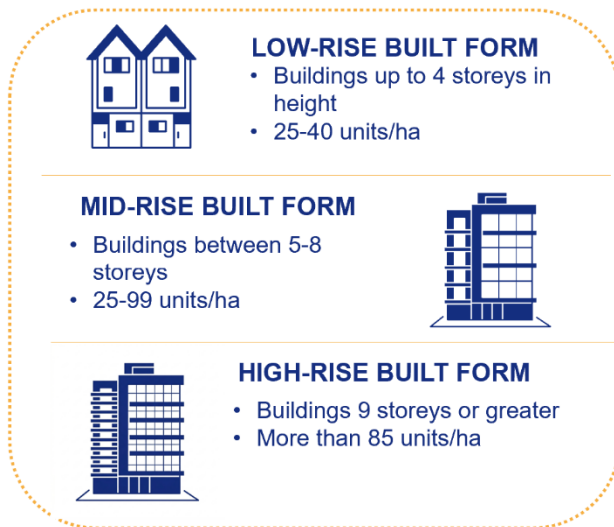 LOW-RISE BUILT FORM
• Buildings up to 4 storeys in
height
• 25-40 units/ha
MID-RISE BUILT FORM
• Buildings between 5-8
storeys
• 25-99 units/ha
HIGH-RISE BUILT FORM
• Buildings 9 storeys or greater
• More than 85 units/ha